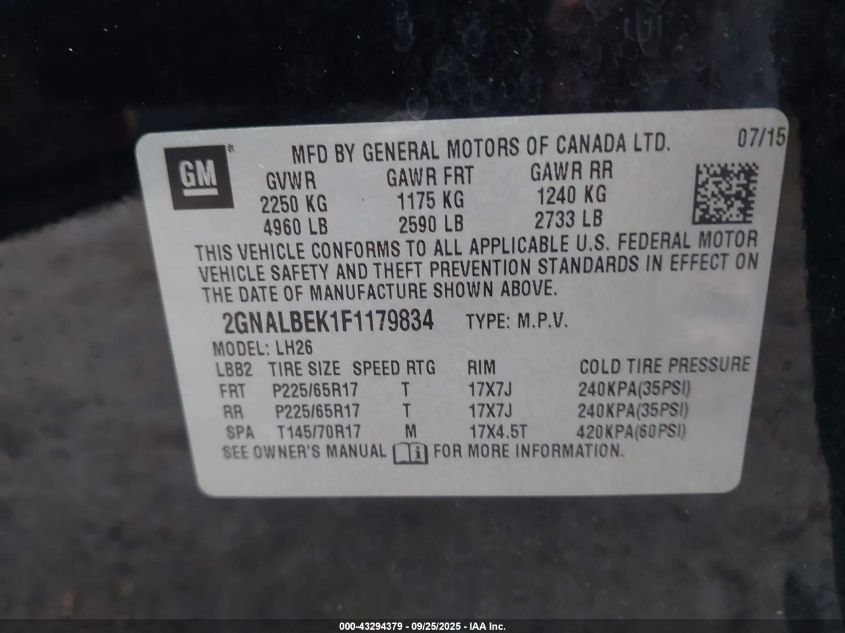 GM®
MFD BY GENERAL MOTORS OF CANADA LTD. 07/15
GVWR GAWR FRT GAWR RR
2250 KG 1175 KG 1240 KG
4960 LB 2590 LB 2733 LB
THIS VEHICLE CONFORMS TO ALL APPLICABLE U.S. FEDERAL MOTOR
VEHICLE SAFETY AND THEFT PREVENTION STANDARDS IN EFFECT ON
THE DATE OF MANUFACTURE SHOWN ABOVE.
2GNALBEK1F1179834 TYPE: M.P.V.
MODEL: LH26
LBB2 TIRE SIZE SPEED RTG RIM COLD TIRE PRESSURE
FRT P225/65R17 T 17X7J 240KPA(35PSI)
RR P225/65R17 T 17X7J 240KPA(35PSI)
SPA T145/70R17 M 17X4.5T 420KPA(60PSI)
SEE OWNER'S MANUAL i FOR MORE INFORMATION.
000-43294379 - 09/25/2025 - IAA Inc.